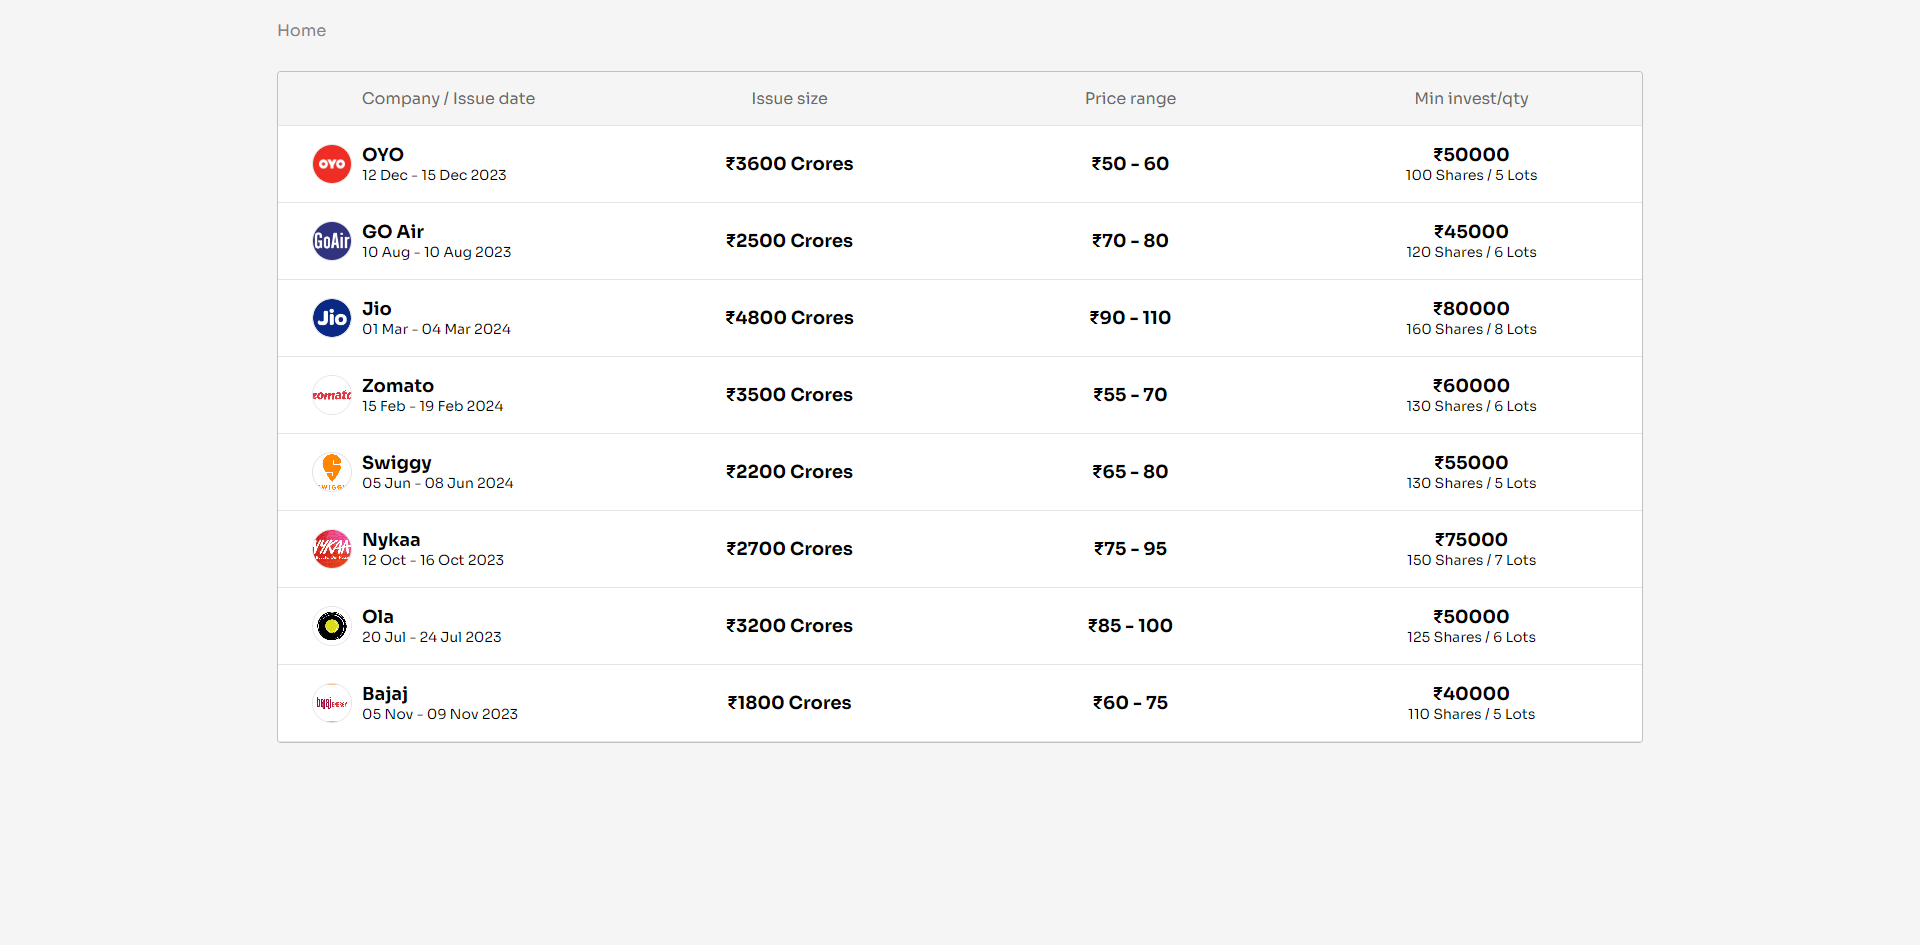 Home
Company / Issue date Issue size Price range Min invest/qty
OYO
OYO
12 Dec - 15 Dec 2023
₹3600 Crores
₹50 - 60
₹50000
100 Shares / 5 Lots
GoAir
GO Air
10 Aug - 10 Aug 2023
₹2500 Crores
₹70 - 80
₹45000
120 Shares / 6 Lots
Jio
Jio
01 Mar - 04 Mar 2024
₹4800 Crores
₹90 - 110
₹80000
160 Shares / 8 Lots
zomato
Zomato
15 Feb - 19 Feb 2024
₹3500 Crores
₹55 - 70
₹60000
130 Shares / 6 Lots
Swiggy
05 Jun - 08 Jun 2024
₹2200 Crores
₹65 - 80
₹55000
130 Shares / 5 Lots
NYKAA
Nykaa
12 Oct - 16 Oct 2023
₹2700 Crores
₹75 - 95
₹75000
150 Shares / 7 Lots
Ola
20 Jul - 24 Jul 2023
₹3200 Crores
₹85 - 100
₹50000
125 Shares / 6 Lots
Bajaj
05 Nov - 09 Nov 2023
₹1800 Crores
₹60 - 75
₹40000
110 Shares / 5 Lots